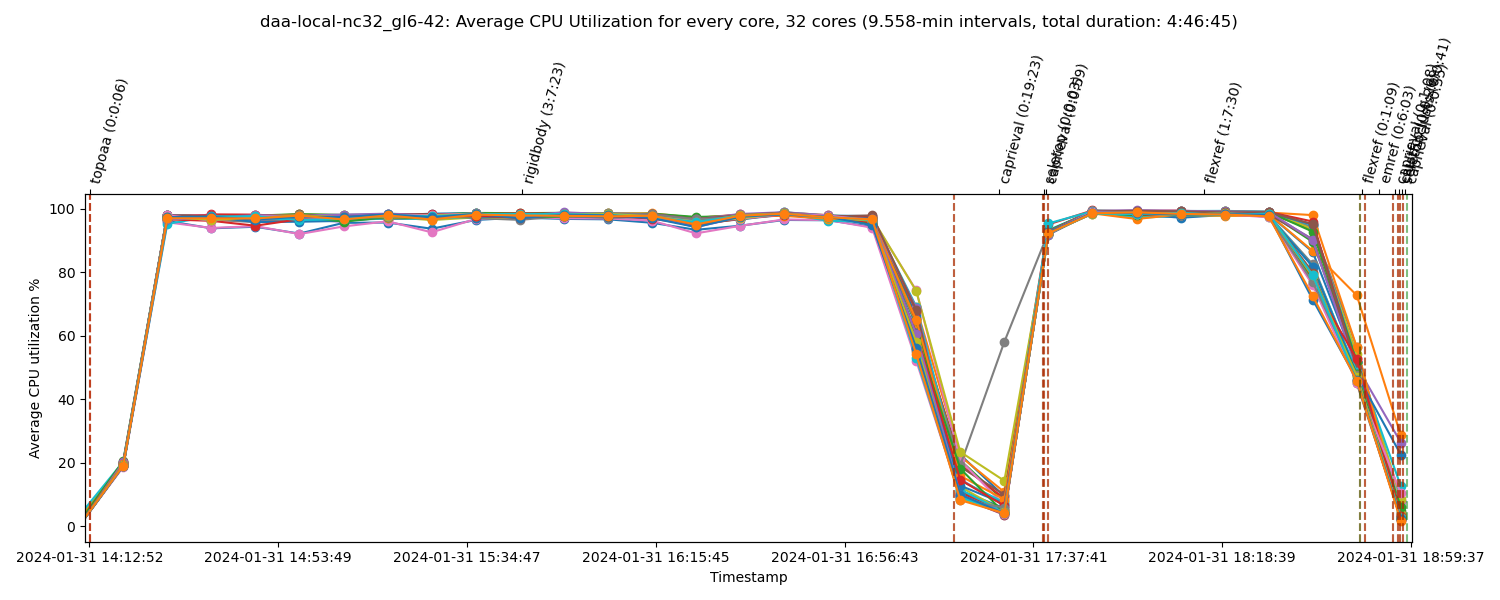 daa-local-nc32_gl6-42: Average CPU Utilization for every core, 32 cores (9.558-min intervals, total duration: 4:46:45)
topoaa (0:0:06)
rigidbody (3:7:23)
caprieval (0:19:23)
caprieval (0:0:59)
flexref (1:7:30)
flexref (0:1:09)
emref (0:6:03)
100
80
60
40
20
0
Average CPU utilization %
2024-01-31 14:12:52
2024-01-31 14:53:49
2024-01-31 15:34:47
2024-01-31 16:15:45
2024-01-31 16:56:43
2024-01-31 17:37:41
2024-01-31 18:18:39
2024-01-31 18:59:37
Timestamp